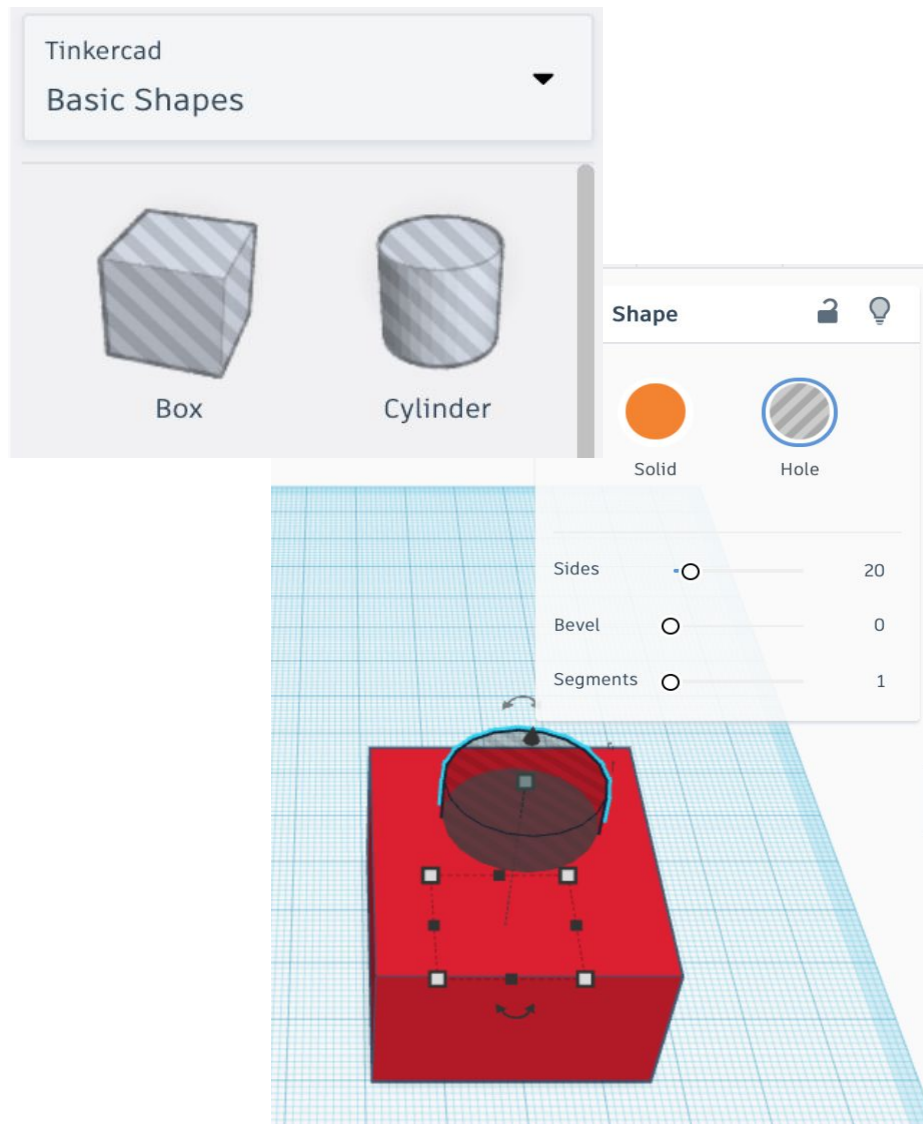 Tinkercad
Basic Shapes
Box
Cylinder
Shape
Solid
Hole
Sides
20
Bevel
0
Segments
1